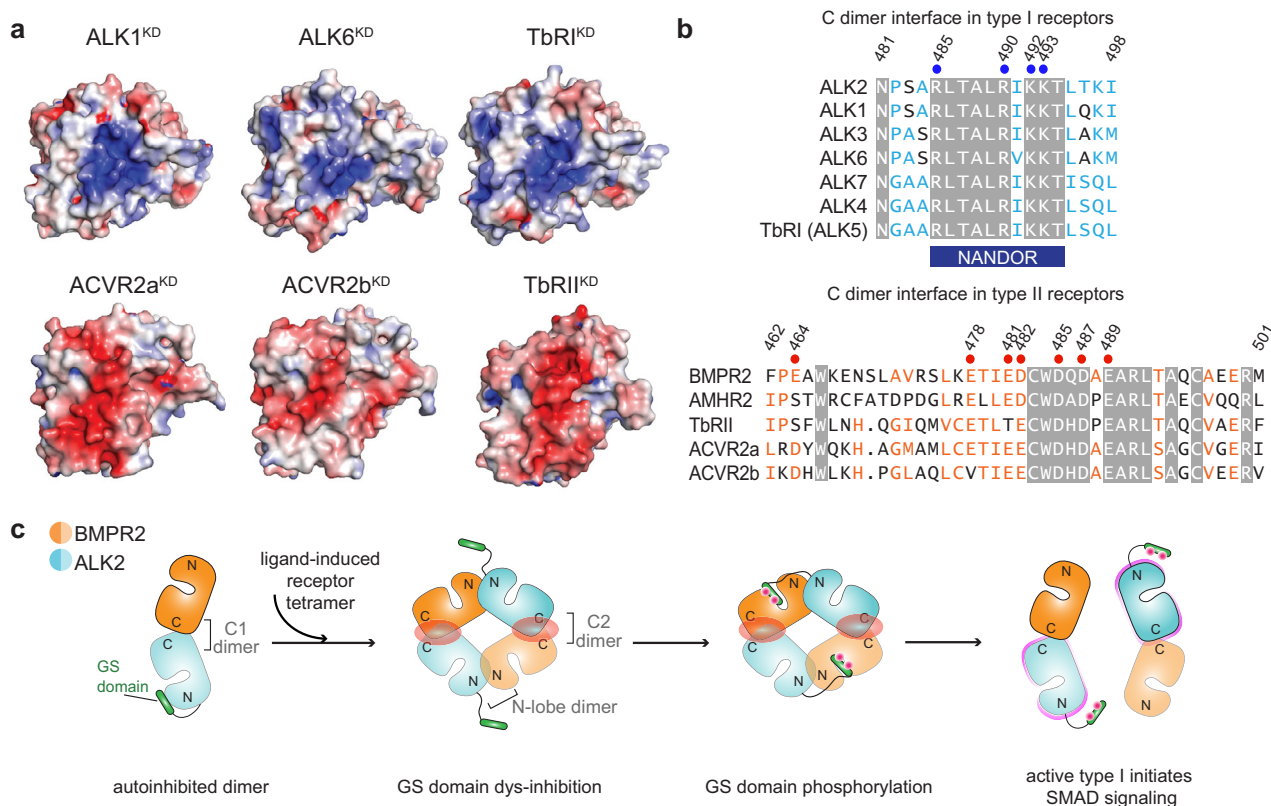 a
ALK1KD ALK6KD TbRIKD
ACVR2aKD ACVR2bKD TbRIIKD
b
C dimer interface in type I receptors
481 485 490 492 493 498
ALK2 NPSARLTALRIKKTLTKI
ALK1 NPSARLTALRIKKTLQKI
ALK3 NPASRLTALRIKKTLAKM
ALK6 NPASRLTALRVKKTLAKM
ALK7 NGAARLTALRIKKTISQL
ALK4 NGAARLTALRIKKTLSQL
TbRI (ALK5) NGAARLTALRIKKTLSQL
NANDOR
C dimer interface in type II receptors
462 464 478 481 482 485 487 489 501
BMPR2 FPEAWKENSLAVRSLKETIEDCWDQDAEARLTAQCAEERM
AMHR2 IPSTWRCFATDPDGLRELLEDCWDADPEARLTAECVQQRL
TbRII IPSFWLNH.QGIQMVCETLTECWDHDPEARLTAQCVAERF
ACVR2a LRDYWQKH.AGMAMLCETIEECWDHDAEARLSAGCVGERI
ACVR2b IKDHWLKH.PGLAQLCVTIEECWDHDAEARLSAGCVEERV
c
BMPR2
ALK2
GS
domain
N
C
C
N
C1
dimer
ligand-induced
receptor
tetramer
N N
C C
C C
N N
C2
dimer
N-lobe dimer
N N
C C
C C
N N
N N
C C
C C
N N
autoinhibited dimer
GS domain dys-inhibition
GS domain phosphorylation
active type I initiates
SMAD signaling